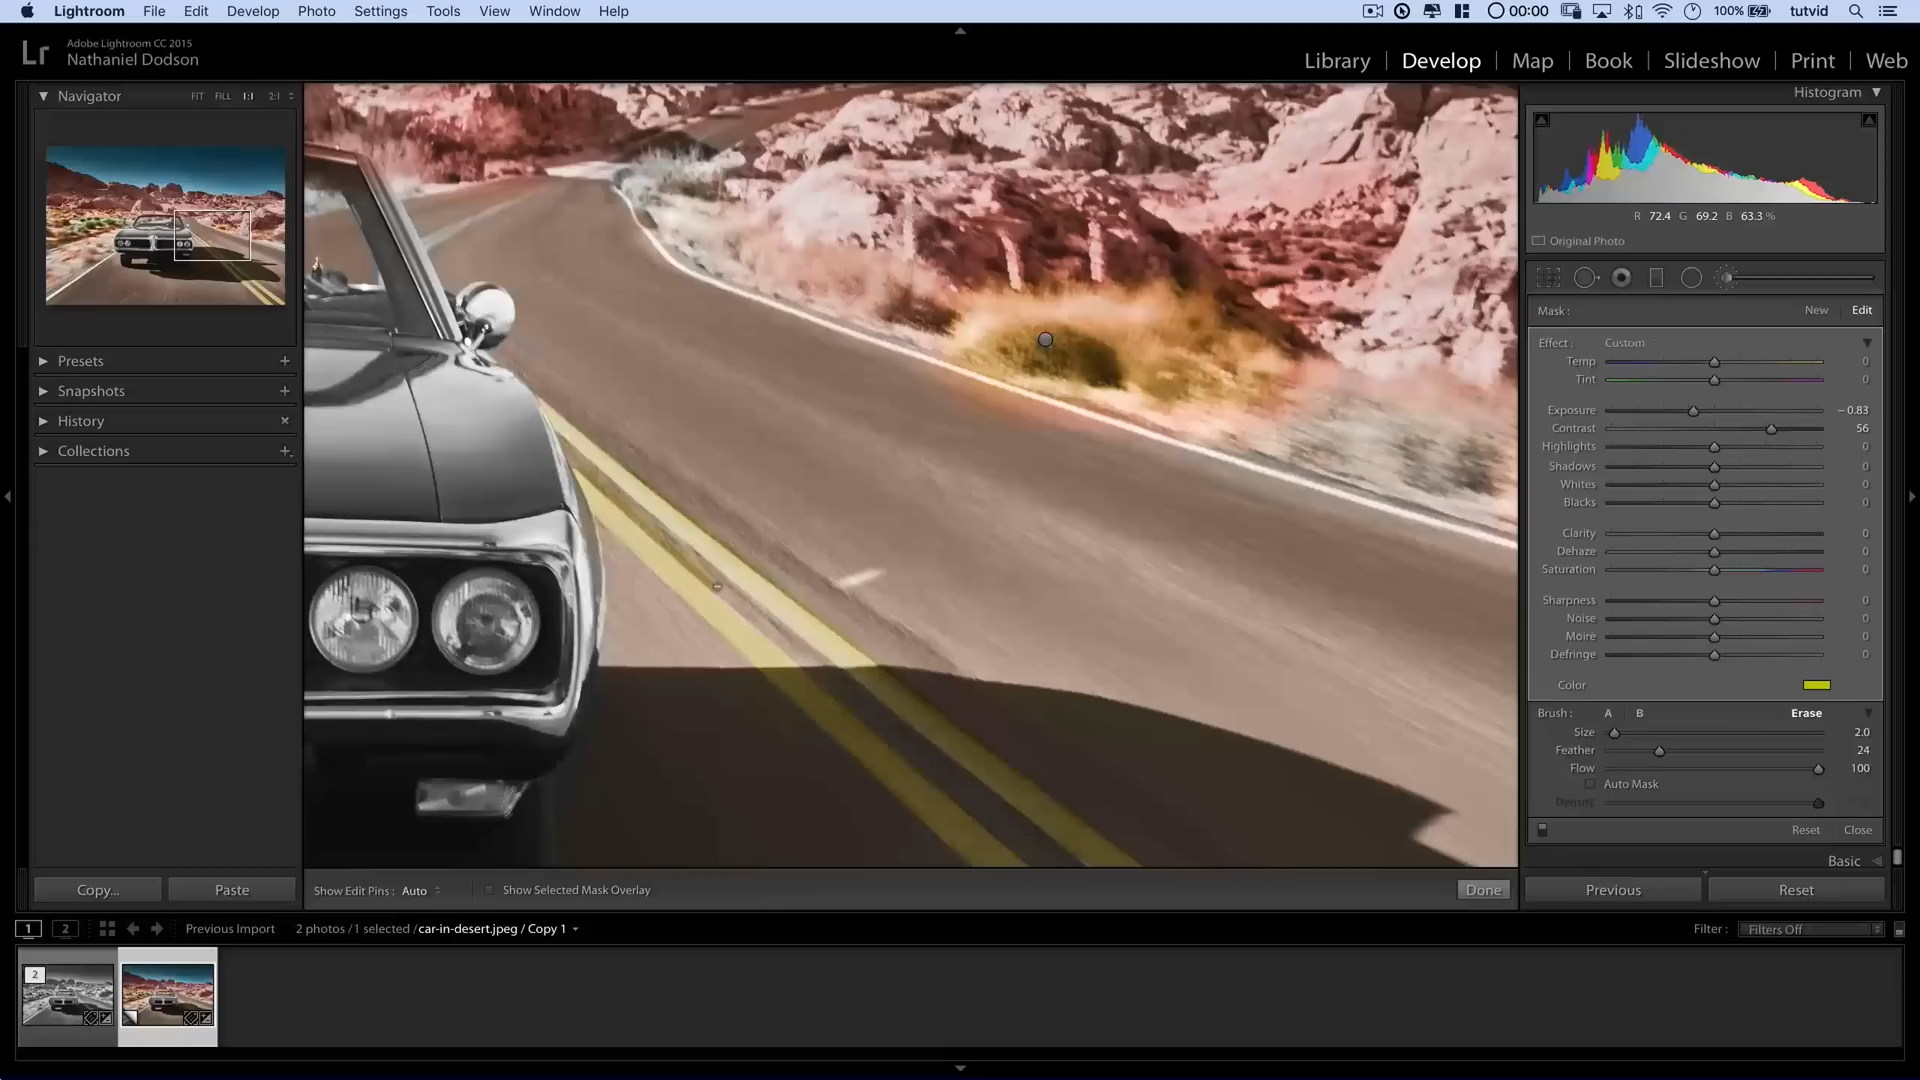 Lightroom File Edit Develop Photo Settings Tools View Window Help 00:00 100% tutvid
Lr Adobe Lightroom CC 2015
Nathaniel Dodson
Library | Develop | Map | Book | Slideshow | Print | Web
Navigator FIT FILL 1:1 2:1
Histogram
R 72.4 G 69.2 B 63.3 %
Original Photo
Mask : New Edit
Effect : Custom
Temp 0
Tint 0
Exposure – 0.83
Contrast 56
Highlights 0
Shadows 0
Whites 0
Blacks 0
Clarity 0
Dehaze 0
Saturation 0
Sharpness 0
Noise 0
Moire 0
Defringe 0
Color
Brush : A B Erase
Size 2.0
Feather 24
Flow 100
Auto Mask
Density
Reset Close
Basic
Previous Reset
Presets +
Snapshots +
History ×
Collections +
Copy... Paste
Show Edit Pins : Auto Show Selected Mask Overlay Done
1 2 Previous Import 2 photos / 1 selected / car-in-desert.jpeg / Copy 1 Filter : Filters Off
2